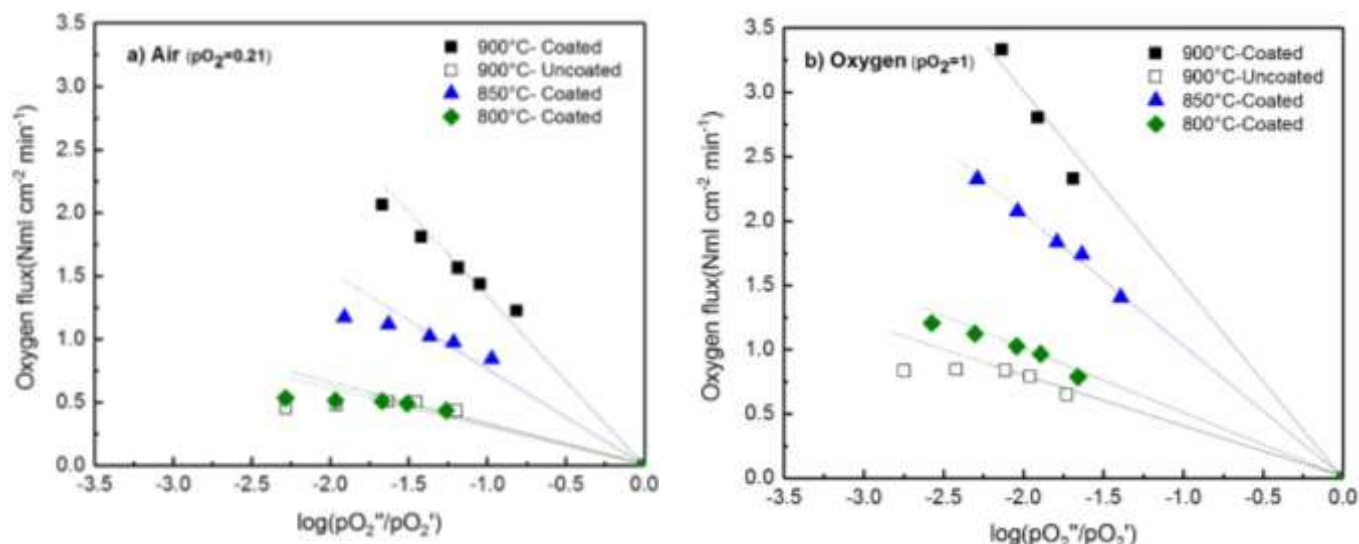 a) Air (pO2=0.21)
900°C- Coated
900°C- Uncoated
850°C- Coated
800°C- Coated
3.5
3.0
2.5
2.0
1.5
1.0
0.5
0.0
Oxygen flux(Nml cm-2 min-1)
-3.5 -3.0 -2.5 -2.0 -1.5 -1.0 -0.5 0.0
log(pO2''/pO2')
b) Oxygen (pO2=1)
900°C-Coated
900°C-Uncoated
850°C-Coated
800°C-Coated
3.5
3.0
2.5
2.0
1.5
1.0
0.5
0.0
Oxygen flux(Nml cm-2 min-1)
-3.5 -3.0 -2.5 -2.0 -1.5 -1.0 -0.5 0.0
log(pO2''/pO2')